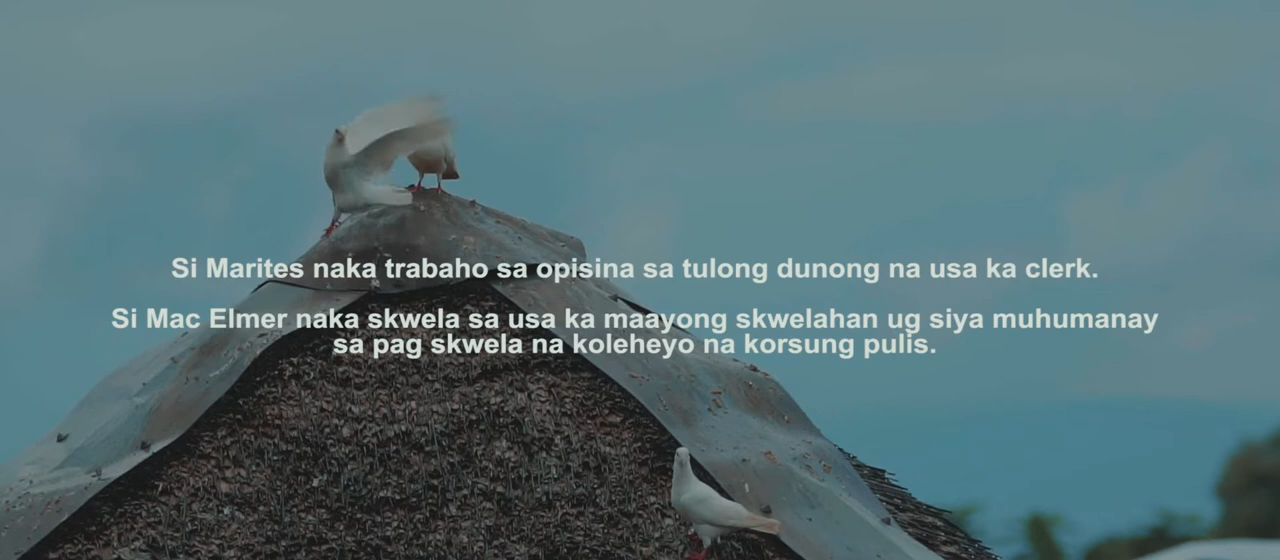 Si Marites naka trabaho sa opisina sa tulong dunong na usa ka clerk.
Si Mac Elmer naka skwela sa usa ka maayong skwelahan ug siya muhumanay
sa pag skwela na koleheyo na korsung pulis.